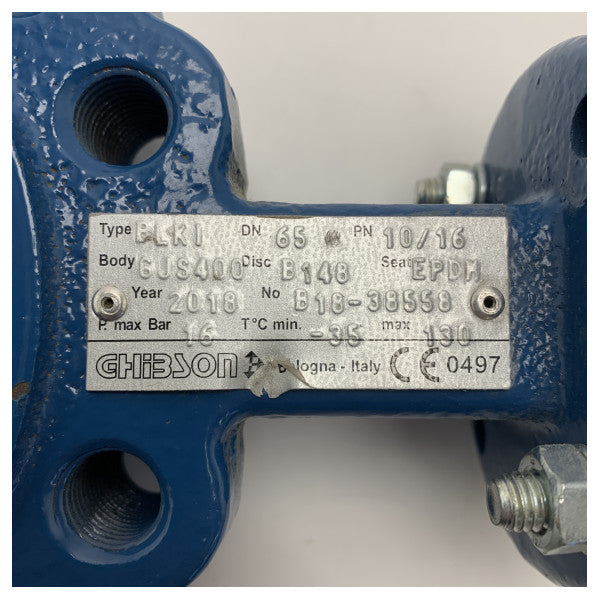 Type PLK1 DN 65 PN 10/16
Body GJS400 Disc B148 Seat EPDM
Year 2018 No B18-38558
P. max Bar 16 T°C min. -35 max 130
GHiBSON Bologna - Italy CE 0497